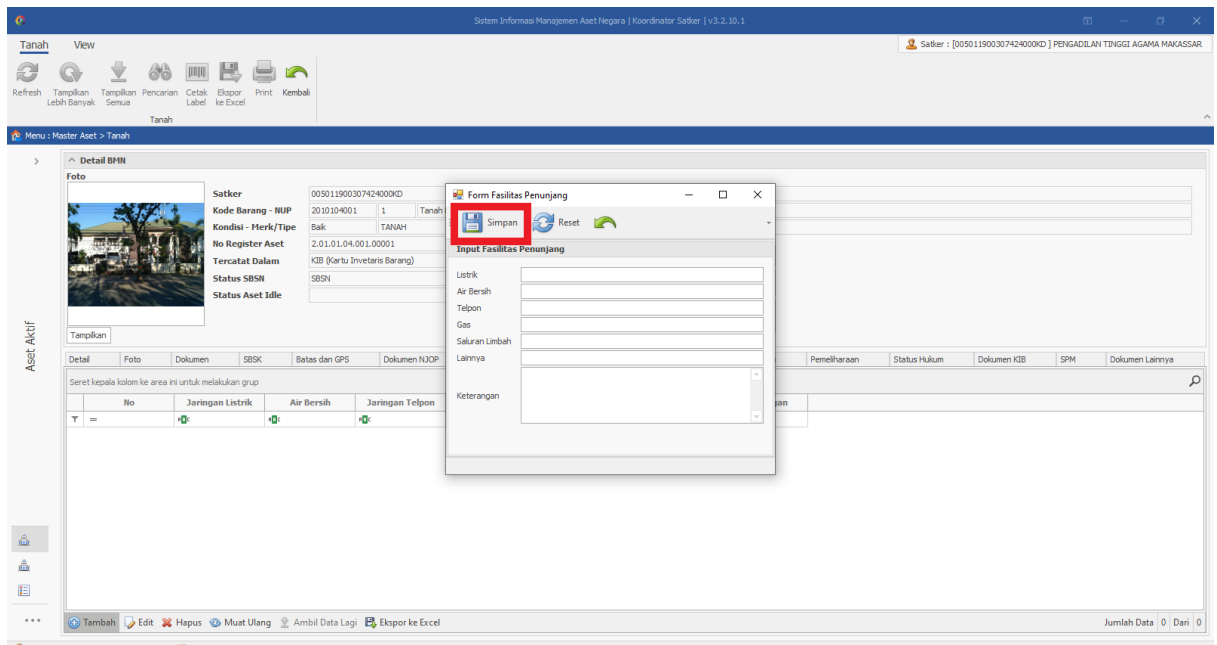 Sistem Informasi Manajemen Aset Negara | Koordinator Satker | v3.2.10.1
Tanah View
Satker : [005011900307424000KD ] PENGADILAN TINGGI AGAMA MAKASSAR
Refresh Tampilkan Lebih Banyak Tampilkan Semua Pencarian Cetak Label Ekspor ke Excel Print Kembali
Tanah
Menu : Master Aset > Tanah
Detail BMN
Foto
Satker 005011900307424000KD
Kode Barang - NUP 2010104001 1 Tanah
Kondisi - Merk/Tipe Baik TANAH
No Register Aset 2.01.01.04.001.00001
Tercatat Dalam KIB (Kartu Invetaris Barang)
Status SBSN SBSN
Status Aset Idle
Tampilkan
Aset Aktif
Form Fasilitas Penunjang
Simpan Reset
Input Fasilitas Penunjang
Listrik
Air Bersih
Telpon
Gas
Saluran Limbah
Lainnya
Keterangan
Detail Foto Dokumen SBSK Batas dan GPS Dokumen NJOP Pemeliharaan Status Hukum Dokumen KIB SPM Dokumen Lainnya
Seret kepala kolom ke area ini untuk melakukan grup
No Jaringan Listrik Air Bersih Jaringan Telpon
=
Tambah Edit Hapus Muat Ulang Ambil Data Lagi Ekspor ke Excel Jumlah Data 0 Dari 0